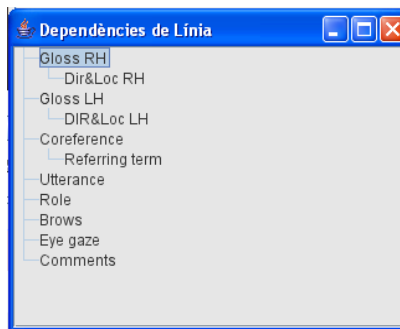 Dependències de Línia
Gloss RH
Dir&Loc RH
Gloss LH
DIR&Loc LH
Coreference
Referring term
Utterance
Role
Brows
Eye gaze
Comments